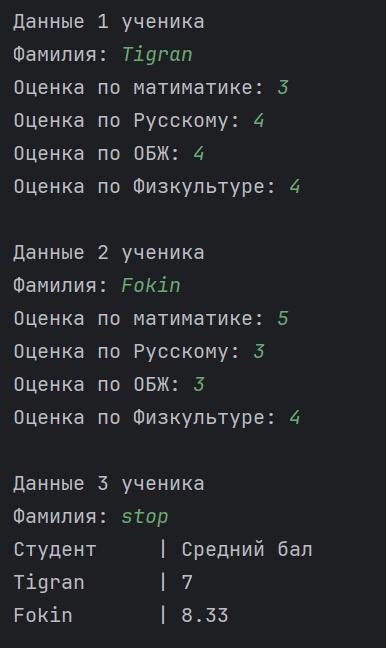 Данные 1 ученика
Фамилия: Tigran
Оценка по матиматике: 3
Оценка по Русскому: 4
Оценка по ОБЖ: 4
Оценка по Физкультуре: 4
Данные 2 ученика
Фамилия: Fokin
Оценка по матиматике: 5
Оценка по Русскому: 3
Оценка по ОБЖ: 3
Оценка по Физкультуре: 4
Данные 3 ученика
Фамилия: stop
Студент | Средний бал
Tigran | 7
Fokin | 8.33